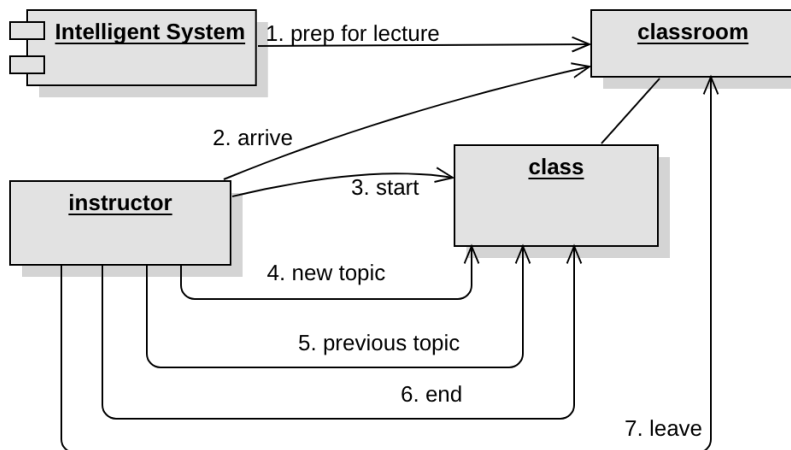 Intelligent System
1. prep for lecture
classroom
2. arrive
3. start
class
instructor
4. new topic
5. previous topic
6. end
7. leave